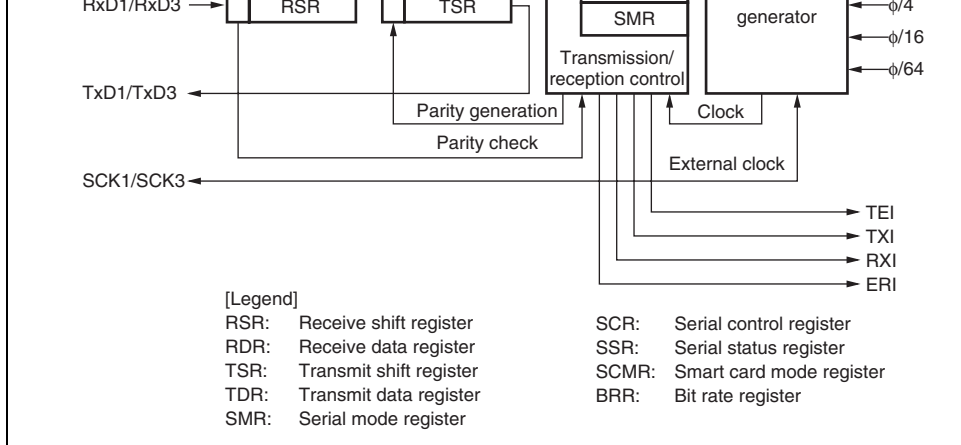 RxD1/RxD3
RSR
TSR
SMR
generator
φ/4
φ/16
φ/64
Transmission/
reception control
TxD1/TxD3
Parity generation
Clock
Parity check
External clock
SCK1/SCK3
TEI
TXI
RXI
ERI
[Legend]
RSR: Receive shift register
RDR: Receive data register
TSR: Transmit shift register
TDR: Transmit data register
SMR: Serial mode register
SCR: Serial control register
SSR: Serial status register
SCMR: Smart card mode register
BRR: Bit rate register